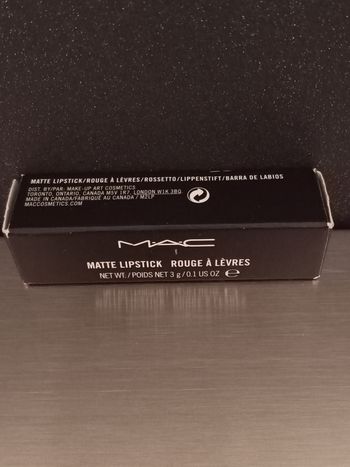 MATTE LIPSTICK/ROUGE À LÈVRES/ROSSETTO/LIPPENSTIFT/BARRA DE LABIOS
DIST. BY/PAR: MAKE-UP ART COSMETICS
TORONTO, ONTARIO, CANADA M5V 1R7. LONDON W1K 3BQ
MADE IN CANADA/FABRIQUÉ AU CANADA / M2LP
MACCOSMETICS.COM
MAC
MATTE LIPSTICK ROUGE À LÈVRES
NET WT./POIDS NET 3 g/0.1 US OZ ℮